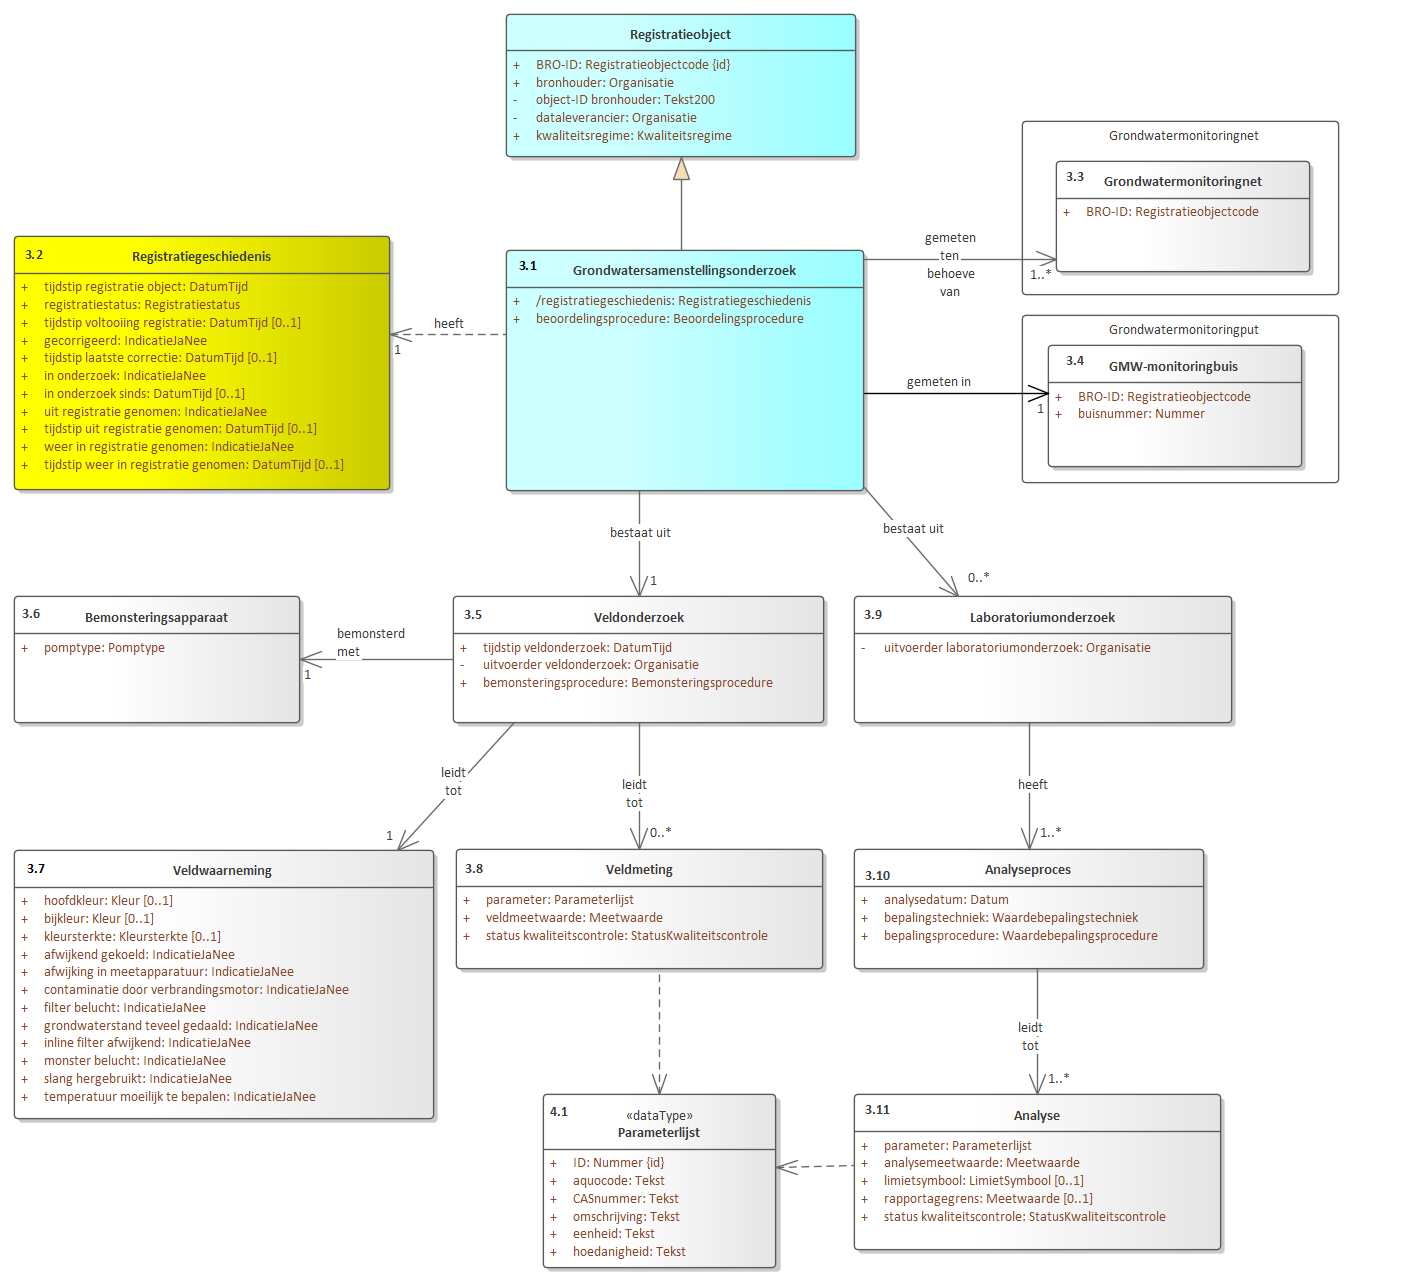 Registratieobject
+ BRO-ID: Registratieobjectcode {id}
+ bronhouder: Organisatie
- object-ID bronhouder: Tekst200
- dataleverancier: Organisatie
+ kwaliteitsregime: Kwaliteitsregime
Grondwatermonitoringnet
3.3 Grondwatermonitoringnet
+ BRO-ID: Registratieobjectcode
gemeten
ten
behoeve
van
1..*
3.2 Registratiegeschiedenis
+ tijdstip registratie object: DatumTijd
+ registratiestatus: Registratiestatus
+ tijdstip voltooiing registratie: DatumTijd [0..1]
+ gecorrigeerd: IndicatieJaNee
+ tijdstip laatste correctie: DatumTijd [0..1]
+ in onderzoek: IndicatieJaNee
+ in onderzoek sinds: DatumTijd [0..1]
+ uit registratie genomen: IndicatieJaNee
+ tijdstip uit registratie genomen: DatumTijd [0..1]
+ weer in registratie genomen: IndicatieJaNee
+ tijdstip weer in registratie genomen: DatumTijd [0..1]
heeft
1
3.1 Grondwatersamenstellingsonderzoek
+ /registratiegeschiedenis: Registratiegeschiedenis
+ beoordelingsprocedure: Beoordelingsprocedure
Grondwatermonitoringput
3.4 GMW-monitoringbuis
+ BRO-ID: Registratieobjectcode
+ buisnummer: Nummer
gemeten in
1
bestaat uit
1
bestaat uit
0..*
3.6 Bemonsteringsapparaat
+ pomptype: Pomptype
bemonsterd
met
1
3.5 Veldonderzoek
+ tijdstip veldonderzoek: DatumTijd
- uitvoerder veldonderzoek: Organisatie
+ bemonsteringsprocedure: Bemonsteringsprocedure
3.9 Laboratoriumonderzoek
- uitvoerder laboratoriumonderzoek: Organisatie
leidt
tot
1
leidt
tot
0..*
heeft
1..*
3.7 Veldwaarneming
+ hoofdkleur: Kleur [0..1]
+ bijkleur: Kleur [0..1]
+ kleursterkte: Kleursterkte [0..1]
+ afwijkend gekoeld: IndicatieJaNee
+ afwijking in meetapparatuur: IndicatieJaNee
+ contaminatie door verbrandingsmotor: IndicatieJaNee
+ filter belucht: IndicatieJaNee
+ grondwaterstand teveel gedaald: IndicatieJaNee
+ inline filter afwijkend: IndicatieJaNee
+ monster belucht: IndicatieJaNee
+ slang hergebruikt: IndicatieJaNee
+ temperatuur moeilijk te bepalen: IndicatieJaNee
3.8 Veldmeting
+ parameter: Parameterlijst
+ veldmeetwaarde: Meetwaarde
+ status kwaliteitscontrole: StatusKwaliteitscontrole
3.10 Analyseproces
+ analysedatum: Datum
+ bepalingstechniek: Waardebepalingstechniek
+ bepalingsprocedure: Waardebepalingsprocedure
leidt
tot
1..*
4.1 «dataType»
Parameterlijst
+ ID: Nummer {id}
+ aquocode: Tekst
+ CASnummer: Tekst
+ omschrijving: Tekst
+ eenheid: Tekst
+ hoedanigheid: Tekst
3.11 Analyse
+ parameter: Parameterlijst
+ analysemeetwaarde: Meetwaarde
+ limietsymbool: LimietSymbool [0..1]
+ rapportagegrens: Meetwaarde [0..1]
+ status kwaliteitscontrole: StatusKwaliteitscontrole